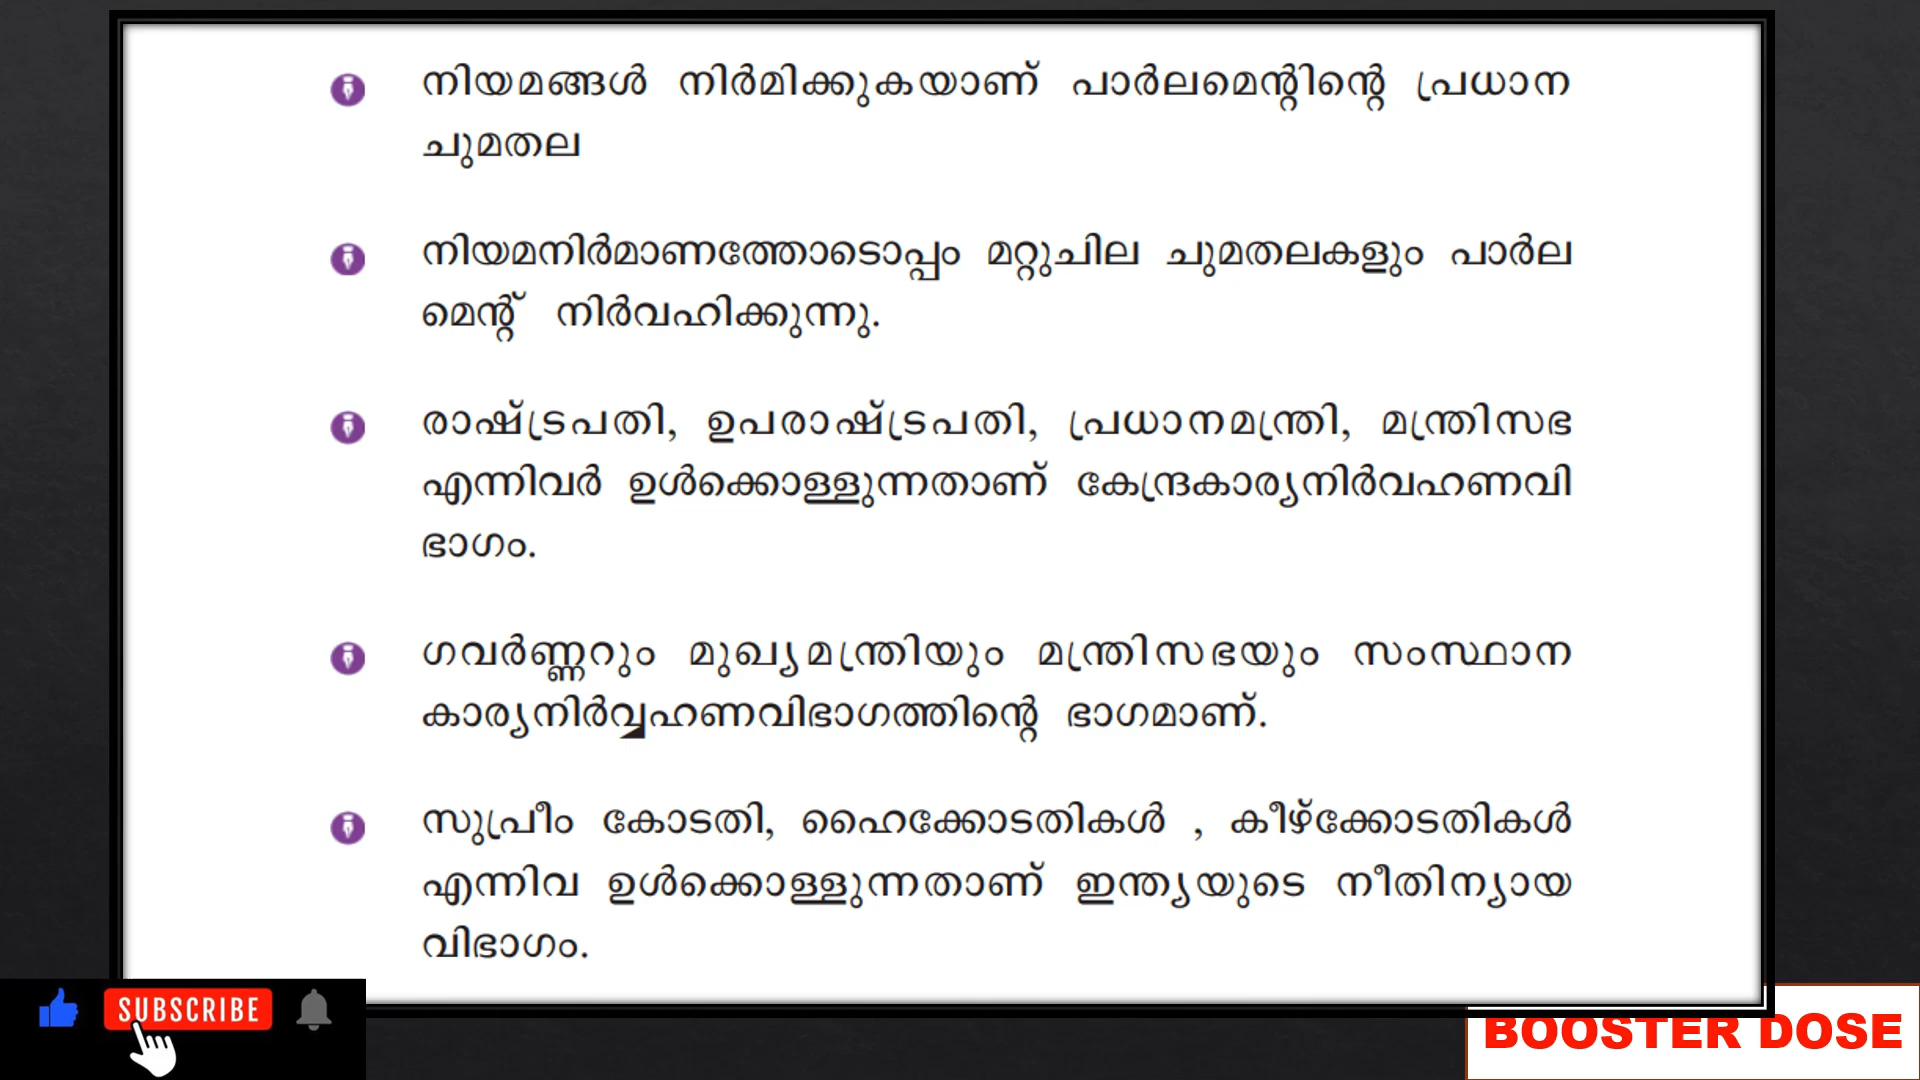 നിയമങ്ങൾ നിർമിക്കുകയാണ് പാർലമെന്റിന്റെ പ്രധാന
ചുമതല
നിയമനിർമാണത്തോടൊപ്പം മറ്റുചില ചുമതലകളും പാർല
മെന്റ് നിർവഹിക്കുന്നു.
രാഷ്ട്രപതി, ഉപരാഷ്ട്രപതി, പ്രധാനമന്ത്രി, മന്ത്രിസഭ
എന്നിവർ ഉൾക്കൊള്ളുന്നതാണ് കേന്ദ്രകാര്യനിർവഹണവി
ഭാഗം.
ഗവർണ്ണറും മുഖ്യമന്ത്രിയും മന്ത്രിസഭയും സംസ്ഥാന
കാര്യനിർവ്വഹണവിഭാഗത്തിന്റെ ഭാഗമാണ്.
സുപ്രീം കോടതി, ഹൈക്കോടതികൾ , കീഴ്ക്കോടതികൾ
എന്നിവ ഉൾക്കൊള്ളുന്നതാണ് ഇന്ത്യയുടെ നീതിന്യായ
വിഭാഗം.
SUBSCRIBE
BOOSTER DOSE